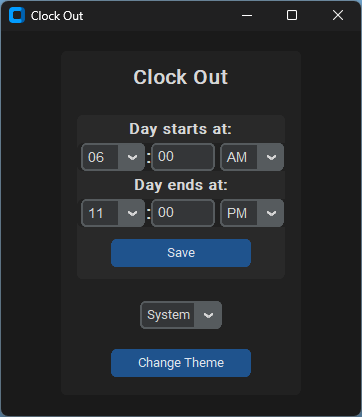 Clock Out
Clock Out
Day starts at:
06 : 00 AM
Day ends at:
11 : 00 PM
Save
System
Change Theme